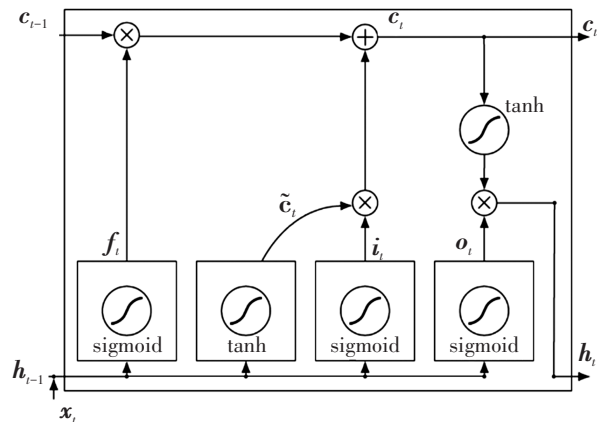 c_{t-1} c_t c_t
tanh
c̃_t
f_t i_t o_t
sigmoid tanh sigmoid sigmoid
h_{t-1} h_t
x_t